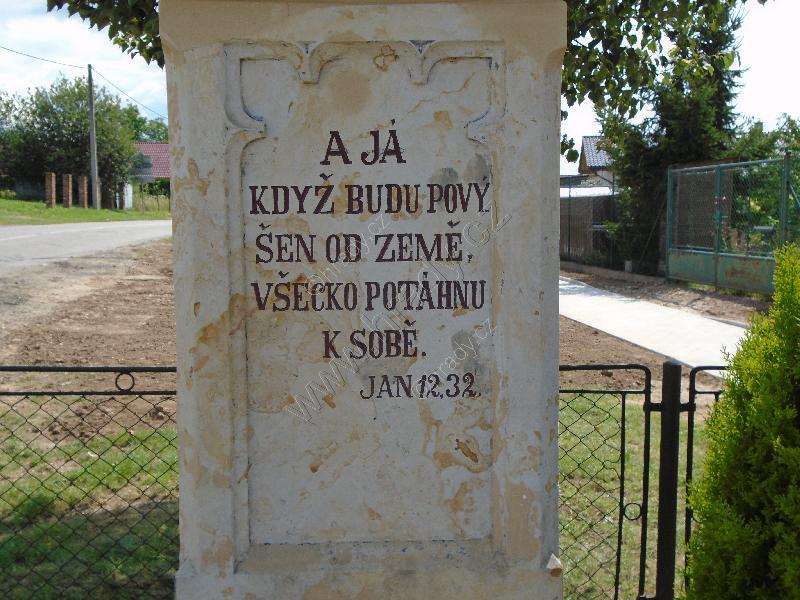 A JÁ
KDYŽ BUDU POVÝ
ŠEN OD ZEMĚ,
VŠECKO POTÁHNU
K SOBĚ.
JAN 12,32.